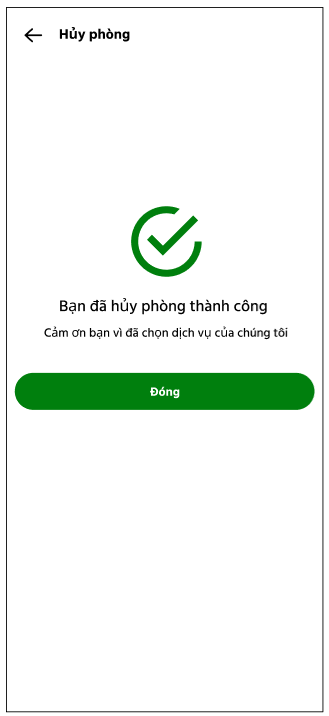 Hủy phòng
Bạn đã hủy phòng thành công
Cảm ơn bạn vì đã chọn dịch vụ của chúng tôi
Đóng